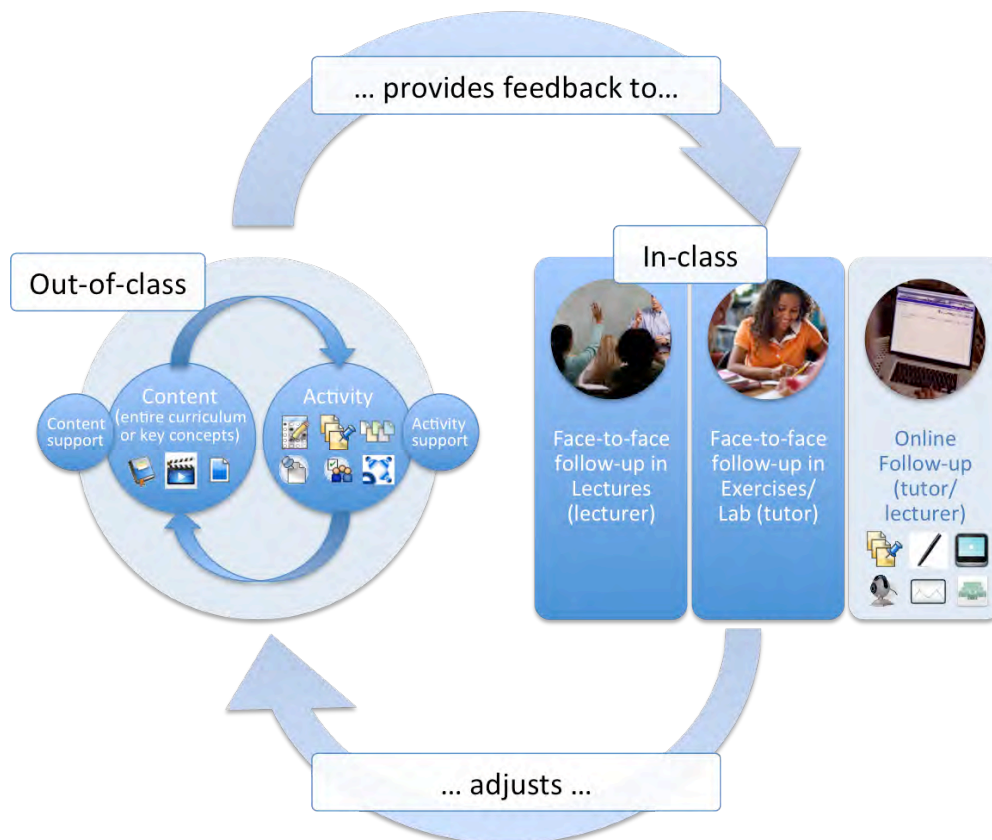 … provides feedback to…
Out-of-class
In-class
Content
(entire curriculum
or key concepts)
Content
support
Activity
Activity
support
Face-to-face
follow-up in
Lectures
(lecturer)
Face-to-face
follow-up in
Exercises/
Lab (tutor)
Online
Follow-up
(tutor/
lecturer)
… adjusts …